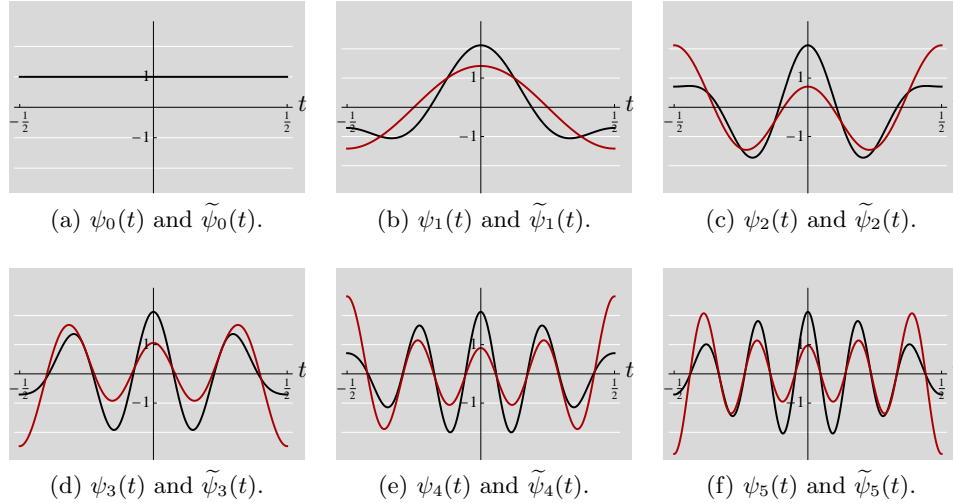 1 −1 −½ ½ t
(a) ψ₀(t) and ψ̃₀(t).
1 −1 −½ ½ t
(b) ψ₁(t) and ψ̃₁(t).
1 −1 −½ ½
(c) ψ₂(t) and ψ̃₂(t).
1 −1 −½ ½ t
(d) ψ₃(t) and ψ̃₃(t).
1 −1 −½ ½ t
(e) ψ₄(t) and ψ̃₄(t).
1 −1 −½ ½
(f) ψ₅(t) and ψ̃₅(t).